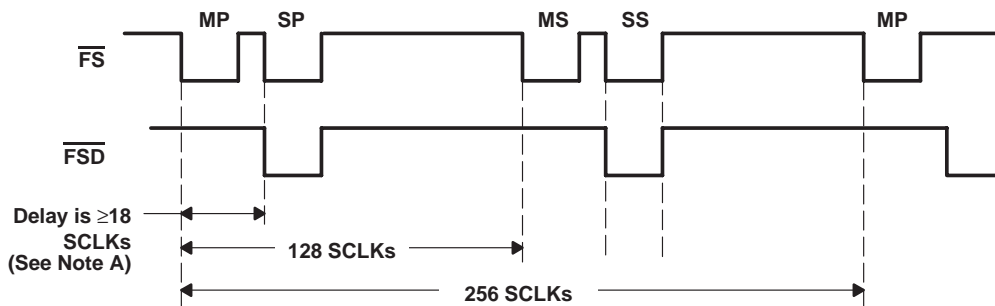 MP SP MS SS MP
FS
FSD
Delay is ≥18
SCLKs
(See Note A)
128 SCLKs
256 SCLKs